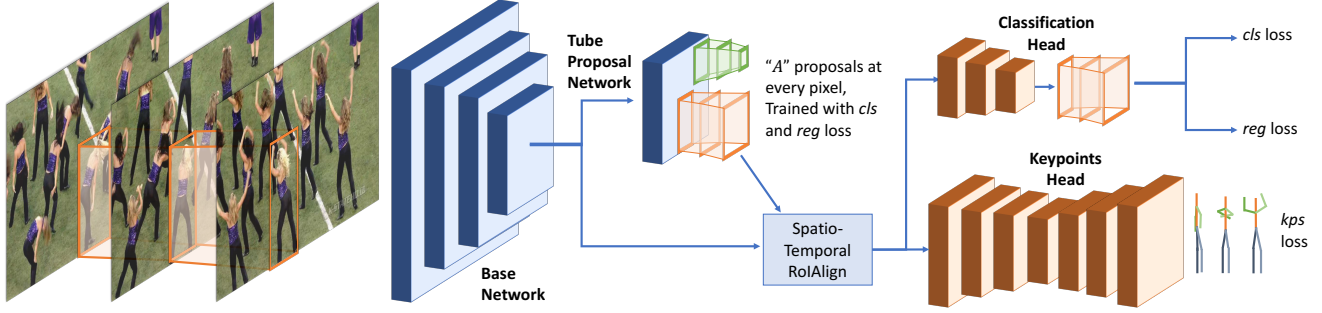 Tube
Proposal
Network
Base
Network
"A" proposals at
every pixel,
Trained with cls
and reg loss
Spatio-
Temporal
RoIAlign
Classification
Head
cls loss
reg loss
Keypoints
Head
kps
loss